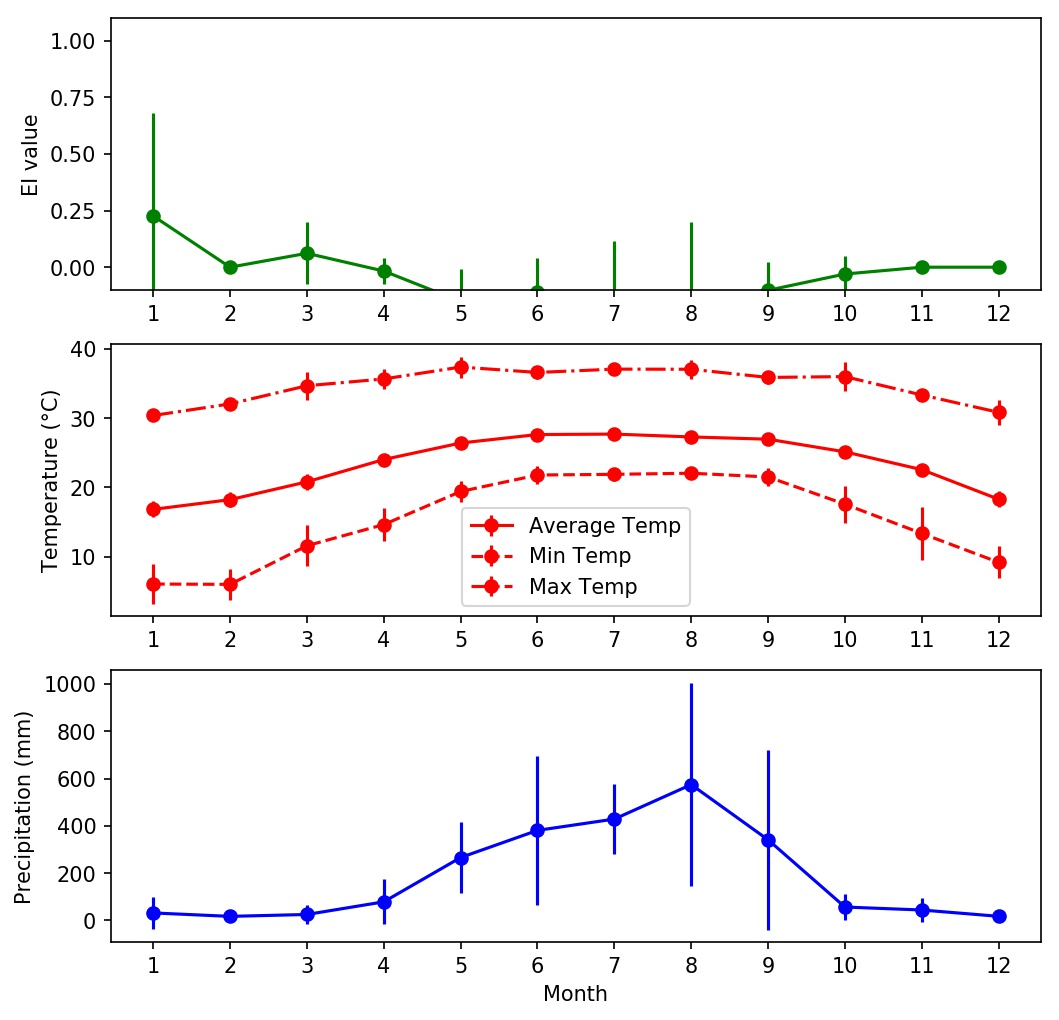 EI value
1.00
0.75
0.50
0.25
0.00
1 2 3 4 5 6 7 8 9 10 11 12
Temperature (°C)
40
30
20
10
Average Temp
Min Temp
Max Temp
1 2 3 4 5 6 7 8 9 10 11 12
Precipitation (mm)
1000
800
600
400
200
0
1 2 3 4 5 6 7 8 9 10 11 12
Month